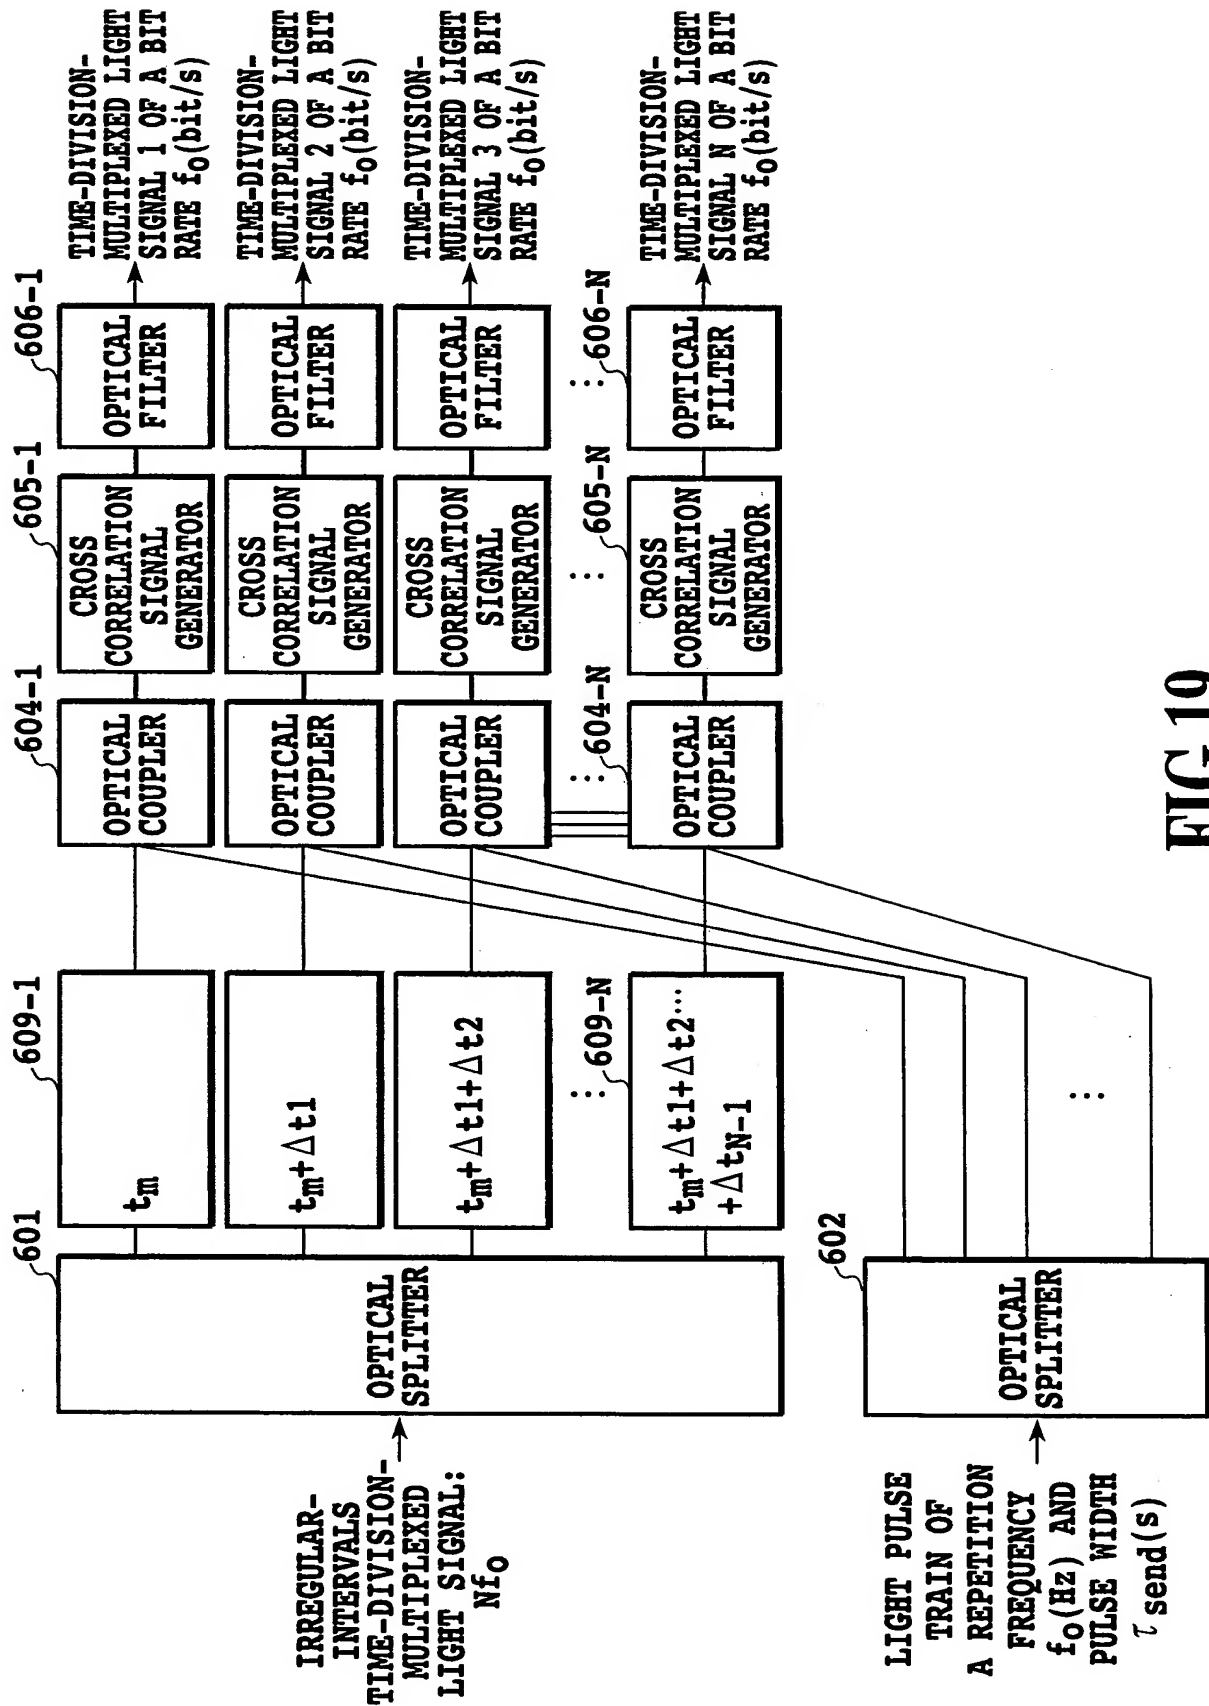 IRREGULAR-
INTERVALS
TIME-DIVISION-
MULTIPLEXED
LIGHT SIGNAL:
Nf0
LIGHT PULSE
TRAIN OF
A REPETITION
FREQUENCY
f0(Hz) AND
PULSE WIDTH
τsend(s)
601
OPTICAL
SPLITTER
602
OPTICAL
SPLITTER
609-1
tm
tm+Δt1
tm+Δt1+Δt2
⋮
609-N
tm+Δt1+Δt2⋯
+ΔtN-1
⋮
604-1
OPTICAL
COUPLER
OPTICAL
COUPLER
OPTICAL
COUPLER
⋮
604-N
OPTICAL
COUPLER
605-1
CROSS
CORRELATION
SIGNAL
GENERATOR
CROSS
CORRELATION
SIGNAL
GENERATOR
CROSS
CORRELATION
SIGNAL
GENERATOR
⋮
605-N
CROSS
CORRELATION
SIGNAL
GENERATOR
606-1
OPTICAL
FILTER
OPTICAL
FILTER
OPTICAL
FILTER
⋮
606-N
OPTICAL
FILTER
TIME-DIVISION-
MULTIPLEXED LIGHT
SIGNAL 1 OF A BIT
RATE f0(bit/s)
TIME-DIVISION-
MULTIPLEXED LIGHT
SIGNAL 2 OF A BIT
RATE f0(bit/s)
TIME-DIVISION-
MULTIPLEXED LIGHT
SIGNAL 3 OF A BIT
RATE f0(bit/s)
TIME-DIVISION-
MULTIPLEXED LIGHT
SIGNAL N OF A BIT
RATE f0(bit/s)
FIG.19